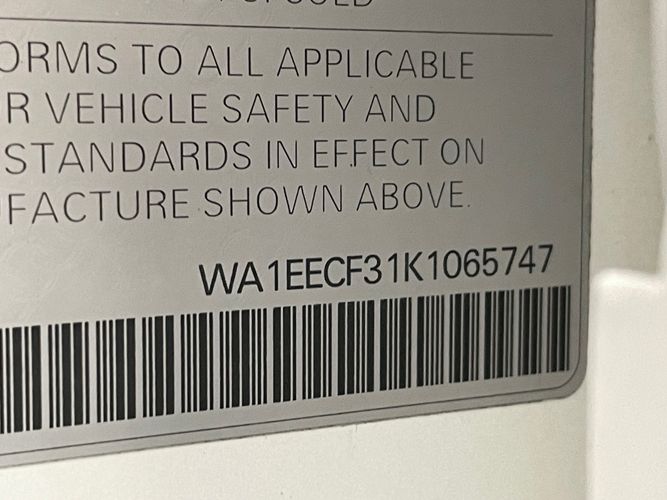 ORMS TO ALL APPLICABLE
R VEHICLE SAFETY AND
STANDARDS IN EFFECT ON
FACTURE SHOWN ABOVE.
WA1EECF31K1065747